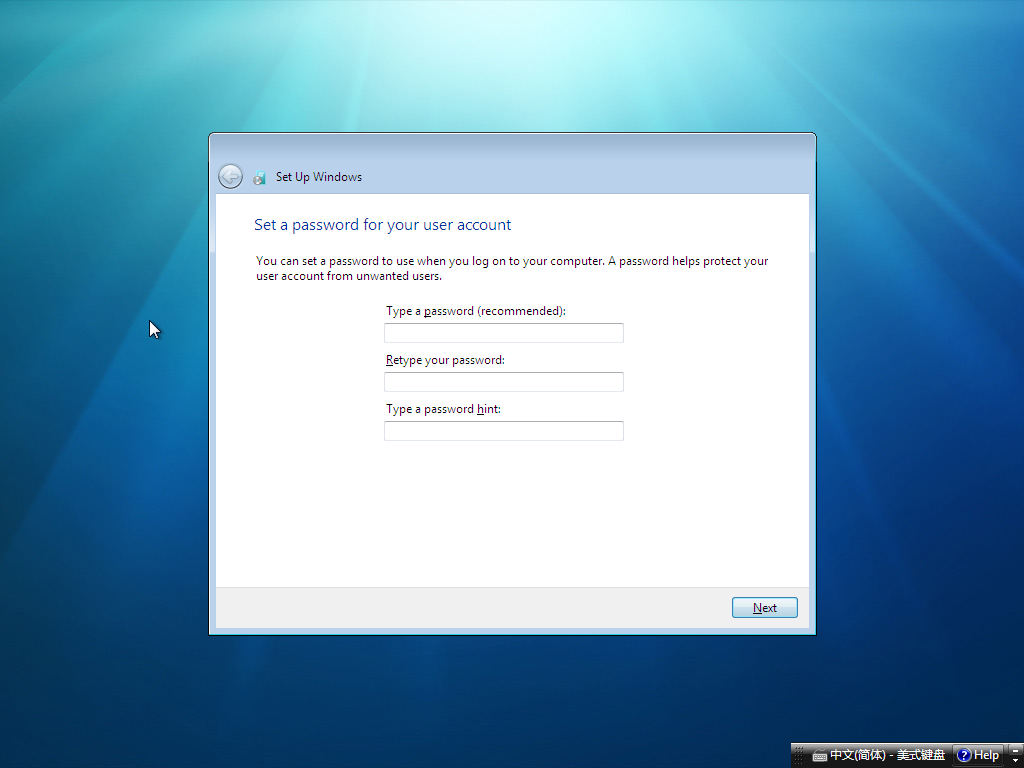 Set Up Windows
Set a password for your user account
You can set a password to use when you log on to your computer. A password helps protect your
user account from unwanted users.
Type a password (recommended):
Retype your password:
Type a password hint:
Next
中文(简体) - 美式键盘 Help